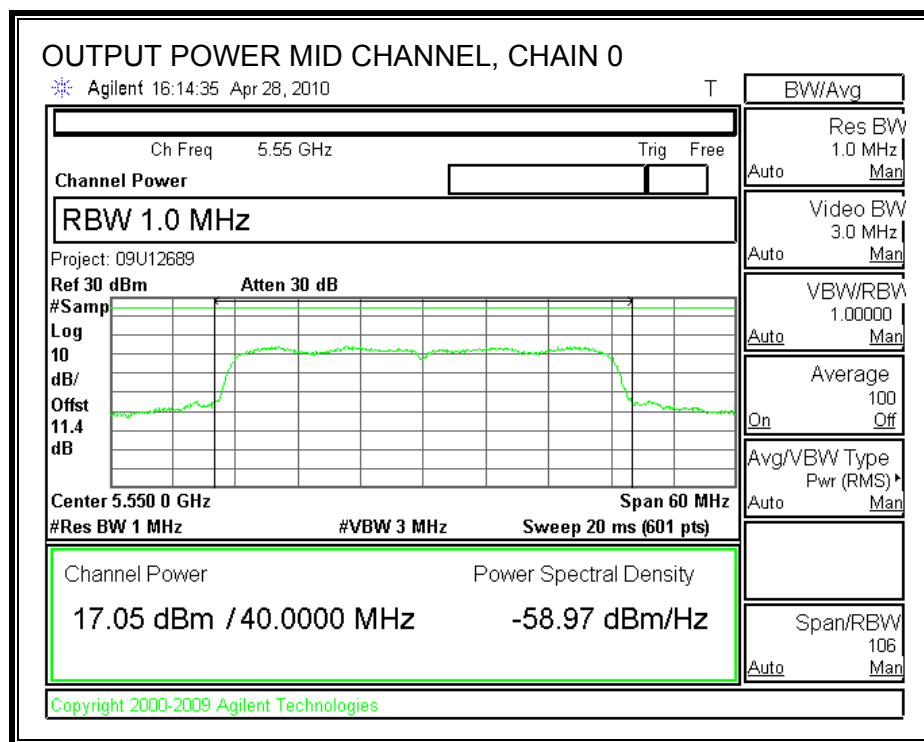 OUTPUT POWER MID CHANNEL, CHAIN 0
Agilent 16:14:35 Apr 28, 2010 T
BW/Avg
Ch Freq 5.55 GHz Trig Free
Channel Power
RBW 1.0 MHz
Project: 09U12689
Ref 30 dBm Atten 30 dB
#Samp
Log
10
dB/
Offst
11.4
dB
Center 5.550 0 GHz Span 60 MHz
#Res BW 1 MHz #VBW 3 MHz Sweep 20 ms (601 pts)
Channel Power Power Spectral Density
17.05 dBm / 40.0000 MHz -58.97 dBm/Hz
Copyright 2000-2009 Agilent Technologies
Res BW
1.0 MHz
Auto Man
Video BW
3.0 MHz
Auto Man
VBW/RBW
1.00000
Auto Man
Average
100
On Off
Avg/VBW Type
Pwr (RMS)
Auto Man
Span/RBW
106
Auto Man